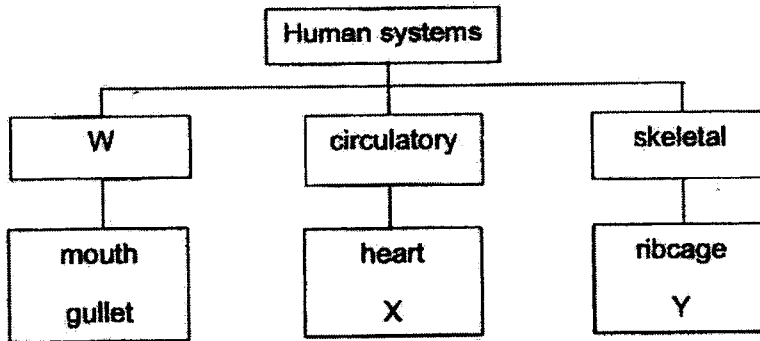 Human systems
W
circulatory
skeletal
mouth
gullet
heart
X
ribcage
Y